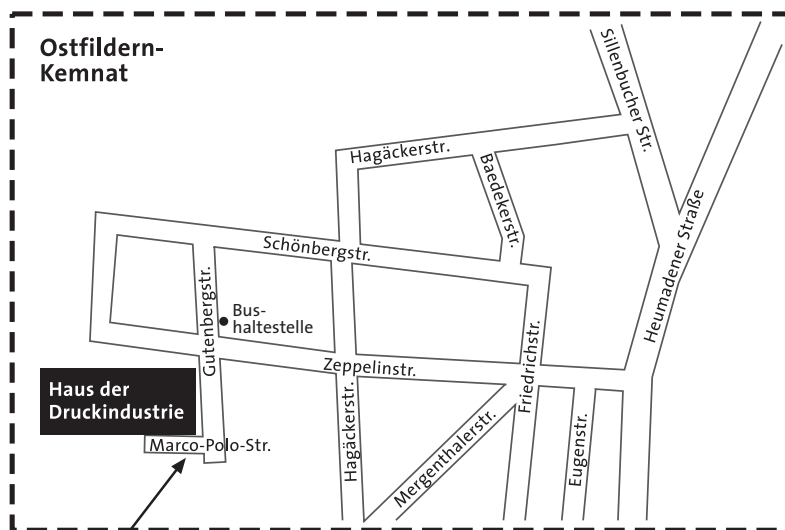 Ostfildern-
Kemnat
Sillenbucher Str.
Hagäckerstr.
Baedekerstr.
Schönbergstr.
Heumadener Straße
Gutenbergstr.
Bus-
haltestelle
Zeppelinstr.
Friedrichstr.
Haus der
Druckindustrie
Hagäckerstr.
Mergenthalerstr.
Eugenstr.
Marco-Polo-Str.